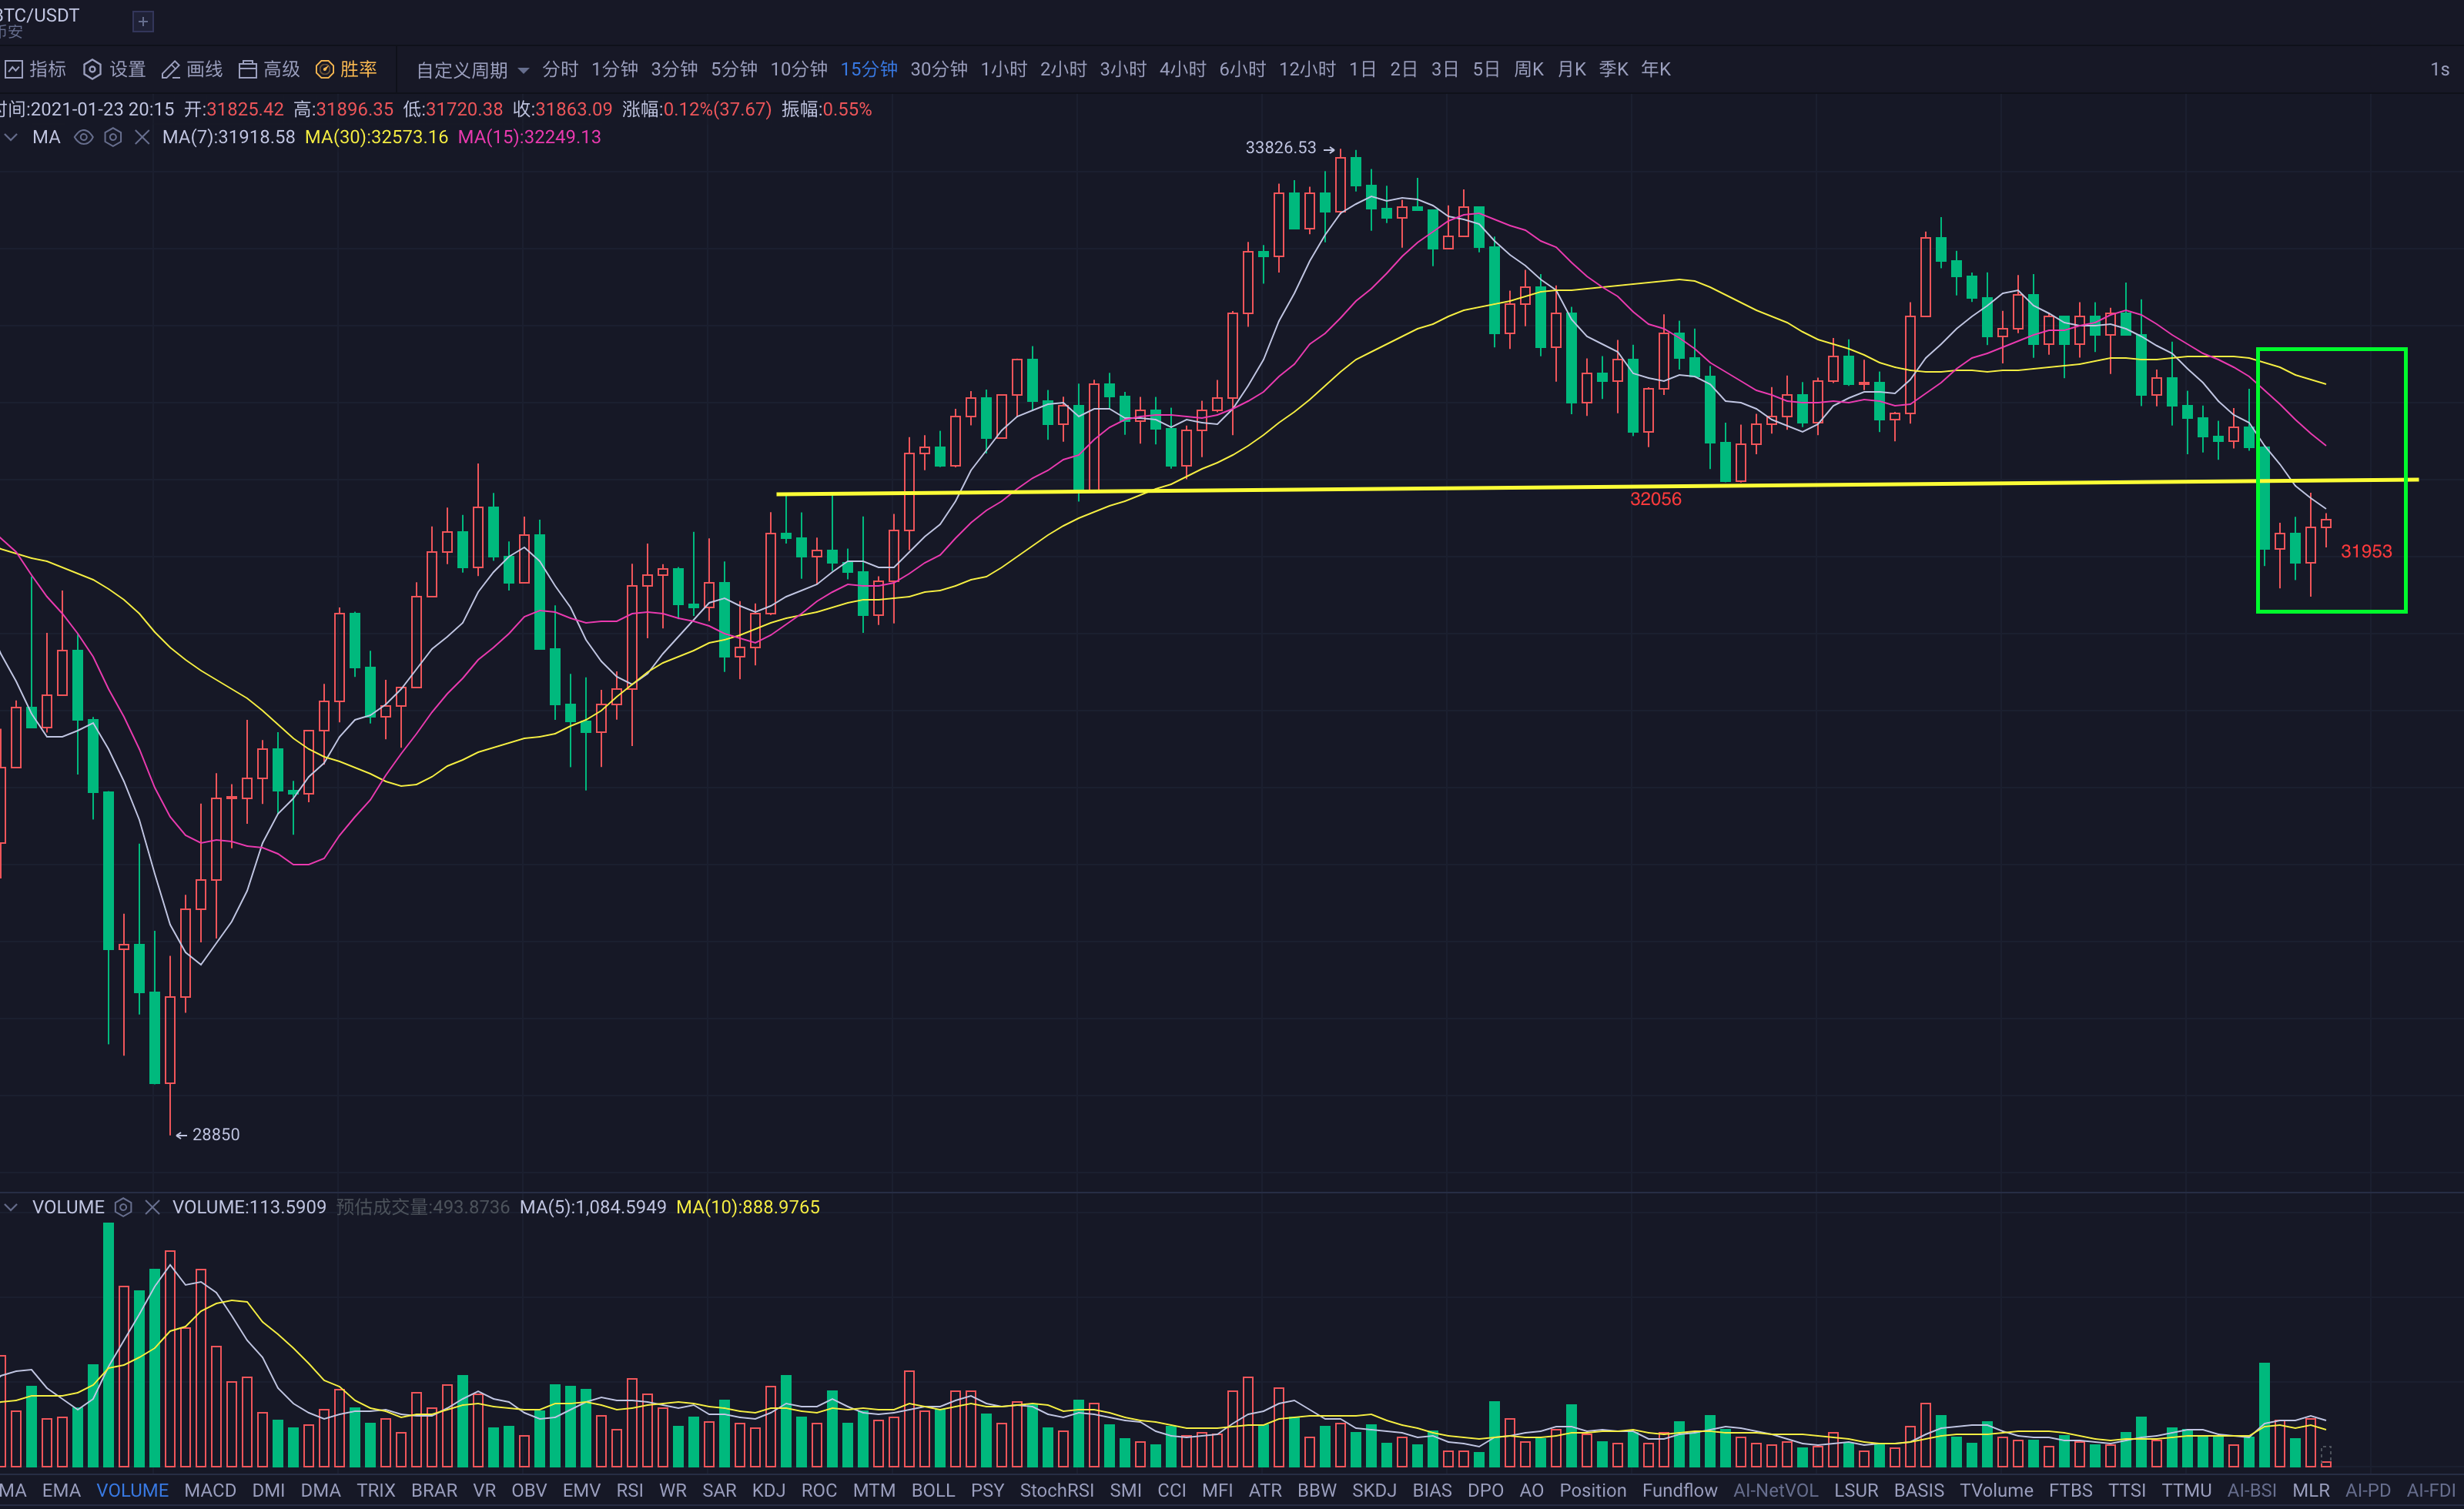 BTC/USDT
币安
指标 设置 画线 高级 胜率 自定义周期 分时 1分钟 3分钟 5分钟 10分钟 15分钟 30分钟 1小时 2小时 3小时 4小时 6小时 12小时 1日 2日 3日 5日 周K 月K 季K 年K 1s
时间:2021-01-23 20:15 开:31825.42 高:31896.35 低:31720.38 收:31863.09 涨幅:0.12%(37.67) 振幅:0.55%
MA MA(7):31918.58 MA(30):32573.16 MA(15):32249.13
33826.53
32056
31953
28850
VOLUME VOLUME:113.5909 预估成交量:493.8736 MA(5):1,084.5949 MA(10):888.9765
MA EMA VOLUME MACD DMI DMA TRIX BRAR VR OBV EMV RSI WR SAR KDJ ROC MTM BOLL PSY StochRSI SMI CCI MFI ATR BBW SKDJ BIAS DPO AO Position Fundflow AI-NetVOL LSUR BASIS TVolume FTBS TTSI TTMU AI-BSI MLR AI-PD AI-FDI